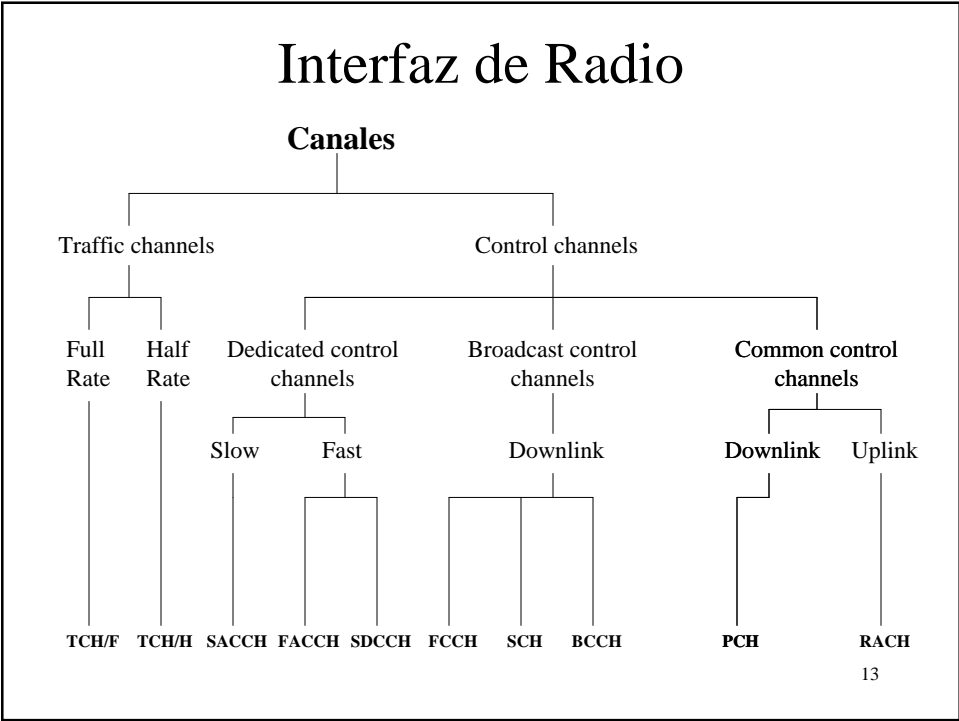 Interfaz de Radio
Canales
Traffic channels Control channels
Full Half Dedicated control Broadcast control Common control
Rate Rate channels channels channels
Slow Fast Downlink Downlink Uplink
TCH/F TCH/H SACCH FACCH SDCCH FCCH SCH BCCH PCH RACH
13